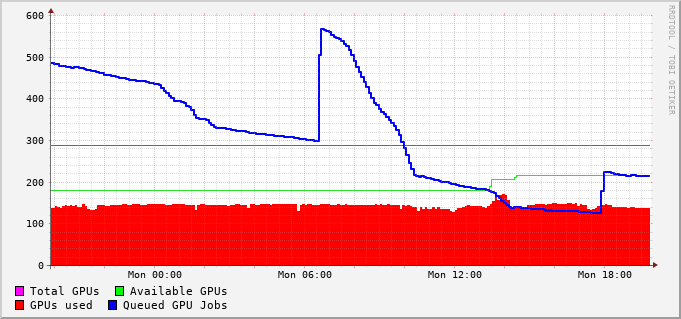 600
500
400
300
200
100
0
Mon 00:00 Mon 06:00 Mon 12:00 Mon 18:00
Total GPUs Available GPUs
GPUs used Queued GPU Jobs
RRDTOOL / TOBI OETIKER